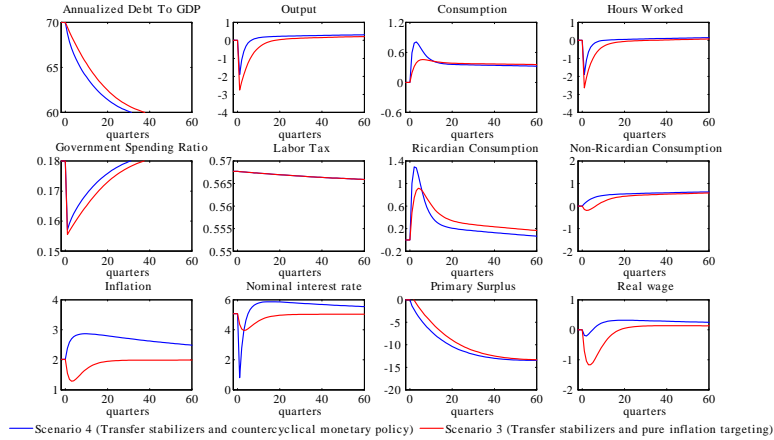 Annualized Debt To GDP
Output
Consumption
Hours Worked
70
65
60
0 20 40 60
quarters
1
0
-1
-2
-3
-4
0 20 40 60
quarters
1.2
0.6
0
-0.6
0 20 40 60
quarters
1
0
-1
-2
-3
-4
0 20 40 60
quarters
Government Spending Ratio
Labor Tax
Ricardian Consumption
Non-Ricardian Consumption
0.18
0.17
0.16
0.15
0 20 40 60
quarters
0.57
0.565
0.56
0.555
0.55
0 20 40 60
quarters
1.4
1
0.6
0.2
-0.2
0 20 40 60
quarters
2
1
0
-1
-2
0 20 40 60
quarters
Inflation
Nominal interest rate
Primary Surplus
Real wage
4
3
2
1
0 20 40 60
quarters
6
4
2
0
0 20 40 60
quarters
0
-5
-10
-15
-20
0 20 40 60
quarters
1
0
-1
-2
0 20 40 60
quarters
Scenario 4 (Transfer stabilizers and countercyclical monetary policy) Scenario 3 (Transfer stabilizers and pure inflation targeting)